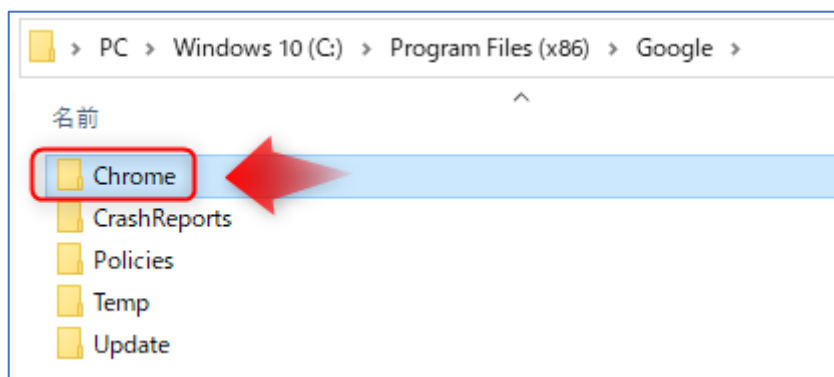 PC > Windows 10 (C:) > Program Files (x86) > Google >
名前
Chrome
CrashReports
Policies
Temp
Update